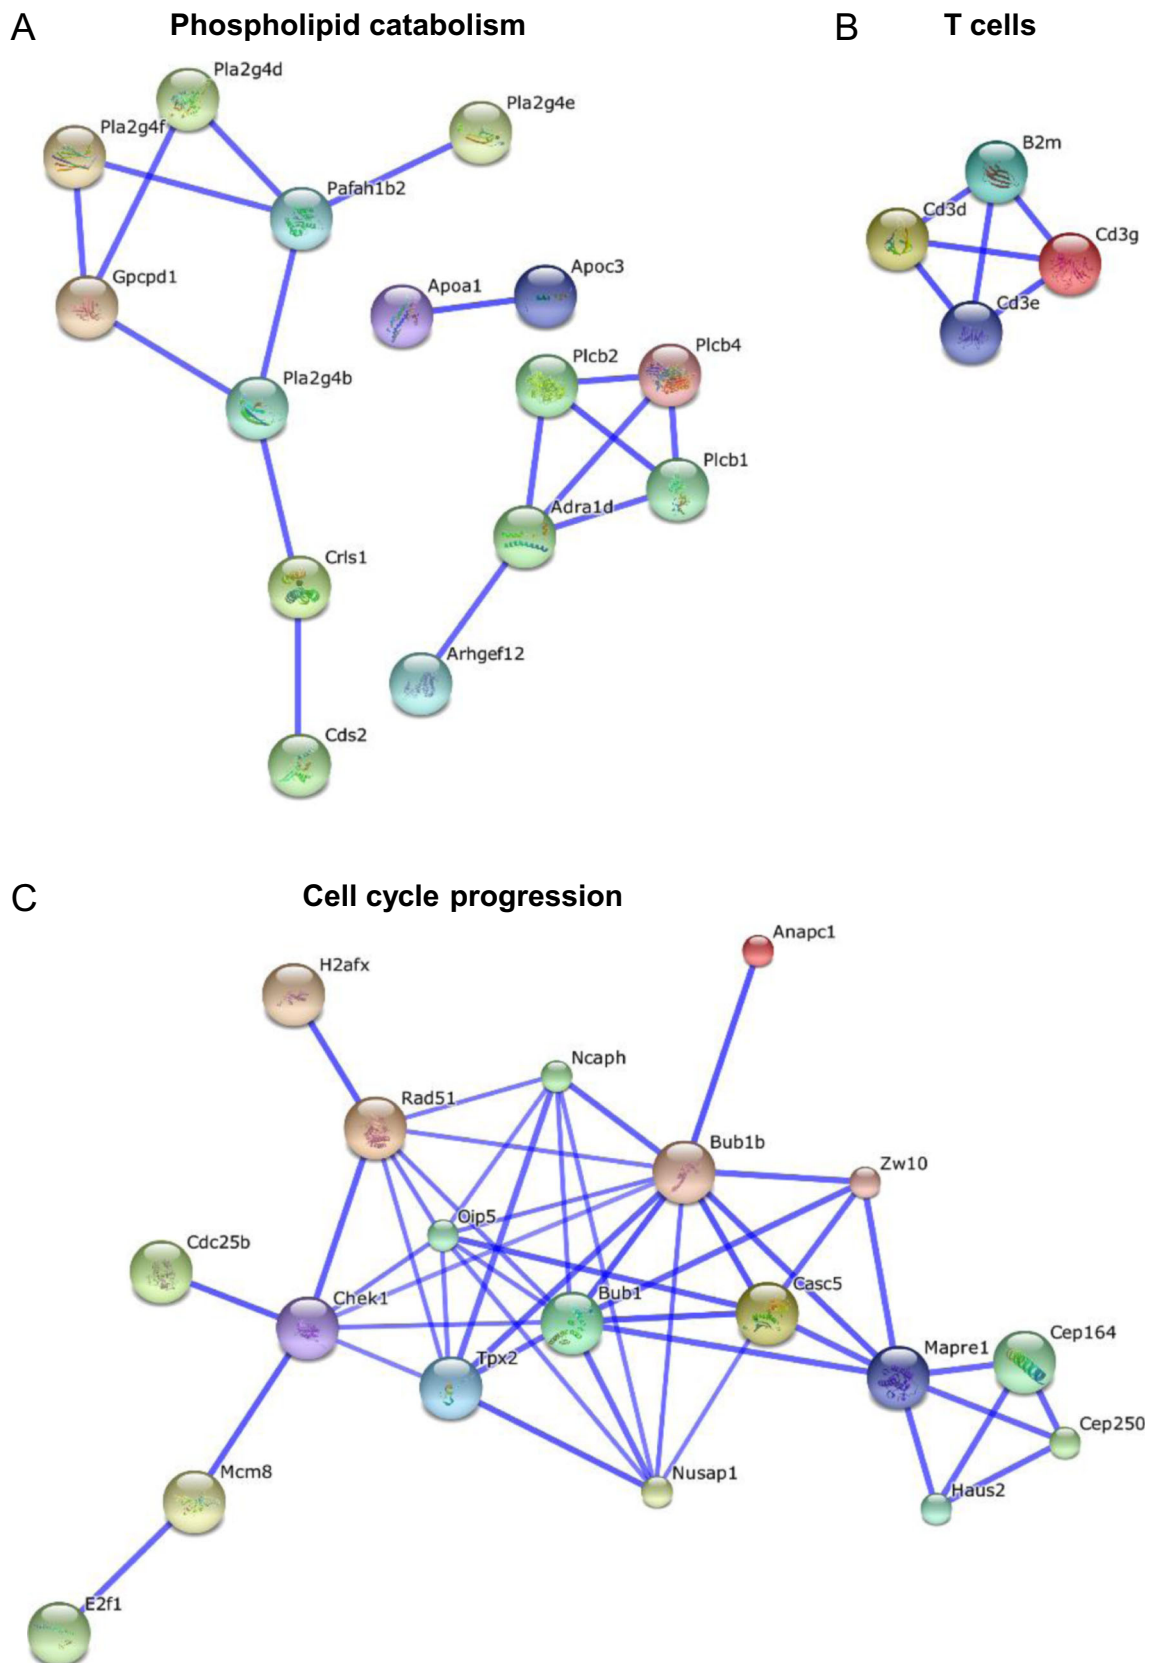 A
Phospholipid catabolism
B
T cells
Pla2g4d
Pla2g4e
Pla2g4f
Pafah1b2
Gpcpd1
Apoa1
Apoc3
Pla2g4b
Plcb2
Plcb4
Plcb1
Adra1d
Crls1
Arhgef12
Cds2
B2m
Cd3d
Cd3g
Cd3e
C
Cell cycle progression
Anapc1
H2afx
Ncaph
Rad51
Bub1b
Zw10
Oip5
Cdc25b
Casc5
Bub1
Chek1
Cep164
Mapre1
Tpx2
Cep250
Nusap1
Mcm8
Haus2
E2f1